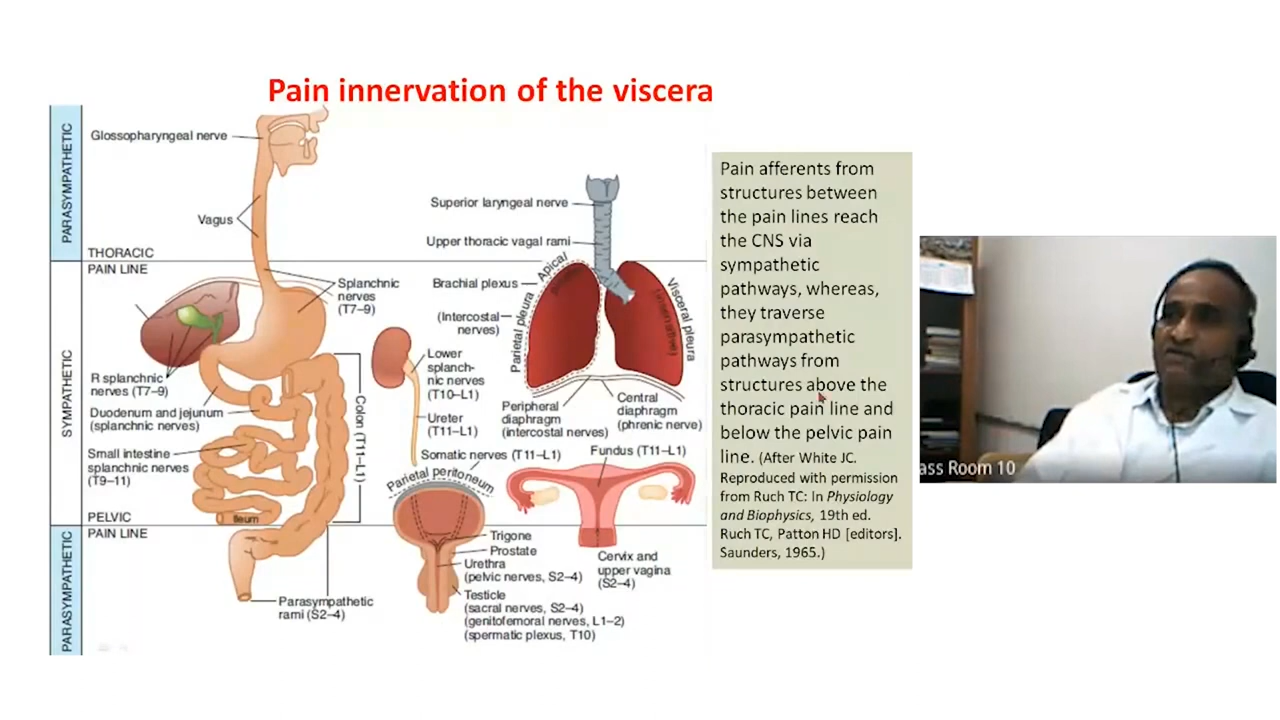 Pain innervation of the viscera
PARASYMPATHETIC
Glossopharyngeal nerve
Vagus
THORACIC
PAIN LINE
SYMPATHETIC
Splanchnic
nerves
(T7–9)
R splanchnic
nerves (T7–9)
Duodenum and jejunum
(splanchnic nerves)
Small intestine
splanchnic nerves
(T9–11)
Colon (T11–L1)
Ileum
PELVIC
PAIN LINE
PARASYMPATHETIC
Parasympathetic
rami (S2–4)
Superior laryngeal nerve
Upper thoracic vagal rami
Brachial plexus
Apical
(Intercostal
nerves)
Parietal pleura
Visceral pleura
Lower
splanch-
nic nerves
(T10–L1)
Ureter
(T11–L1)
Peripheral
diaphragm
(intercostal nerves)
Central
diaphragm
(phrenic nerve)
Somatic nerves (T11–L1)
Parietal peritoneum
Fundus (T11–L1)
Trigone
Prostate
Urethra
(pelvic nerves, S2–4)
Testicle
(sacral nerves, S2–4)
(genitofemoral nerves, L1–2)
(spermatic plexus, T10)
Cervix and
upper vagina
(S2–4)
Pain afferents from
structures between
the pain lines reach
the CNS via
sympathetic
pathways, whereas,
they traverse
parasympathetic
pathways from
structures above the
thoracic pain line and
below the pelvic pain
line. (After White JC.
Reproduced with permission
from Ruch TC: In Physiology
and Biophysics, 19th ed.
Ruch TC, Patton HD [editors].
Saunders, 1965.)
ass Room 10